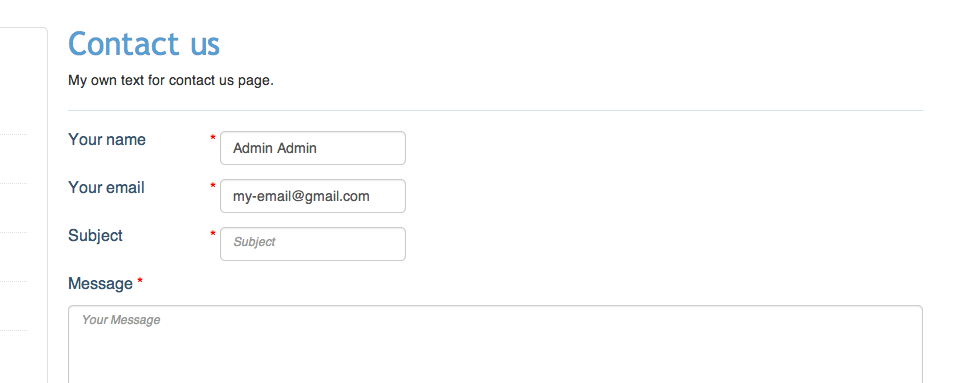 Contact us
My own text for contact us page.
Your name * Admin Admin
Your email * my-email@gmail.com
Subject * Subject
Message *
Your Message